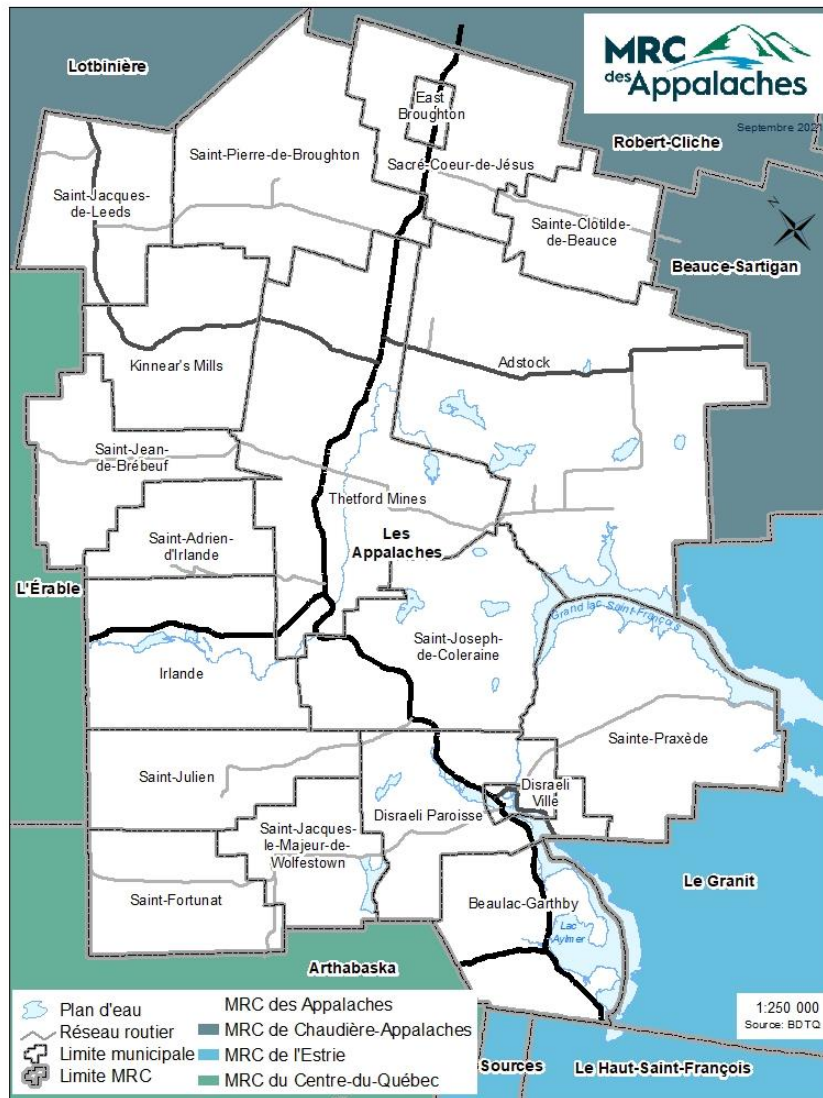 MRC
des Appalaches
Septembre 2021
Lotbinière
East
Broughton
Robert-Cliche
Saint-Pierre-de-Broughton
Sacré-Coeur-de-Jésus
Saint-Jacques-
de-Leeds
Sainte-Clotilde-
de-Beauce
N
Beauce-Sartigan
Kinnear's Mills
Adstock
Saint-Jean-
de-Brébeuf
Thetford Mines
Les
Appalaches
Saint-Adrien-
d'Irlande
L'Érable
Grand lac Saint-François
Saint-Joseph-
de-Coleraine
Irlande
Sainte-Praxède
Saint-Julien
Disraeli
Ville
Disraeli Paroisse
Saint-Jacques-
le-Majeur-de-
Wolfestown
Le Granit
Saint-Fortunat
Beaulac-Garthby
Lac
Aylmer
Arthabaska
Plan d'eau
Réseau routier
Limite municipale
Limite MRC
MRC des Appalaches
MRC de Chaudière-Appalaches
MRC de l'Estrie
MRC du Centre-du-Québec
1:250 000
Source: BDTQ
Sources
Le Haut-Saint-François